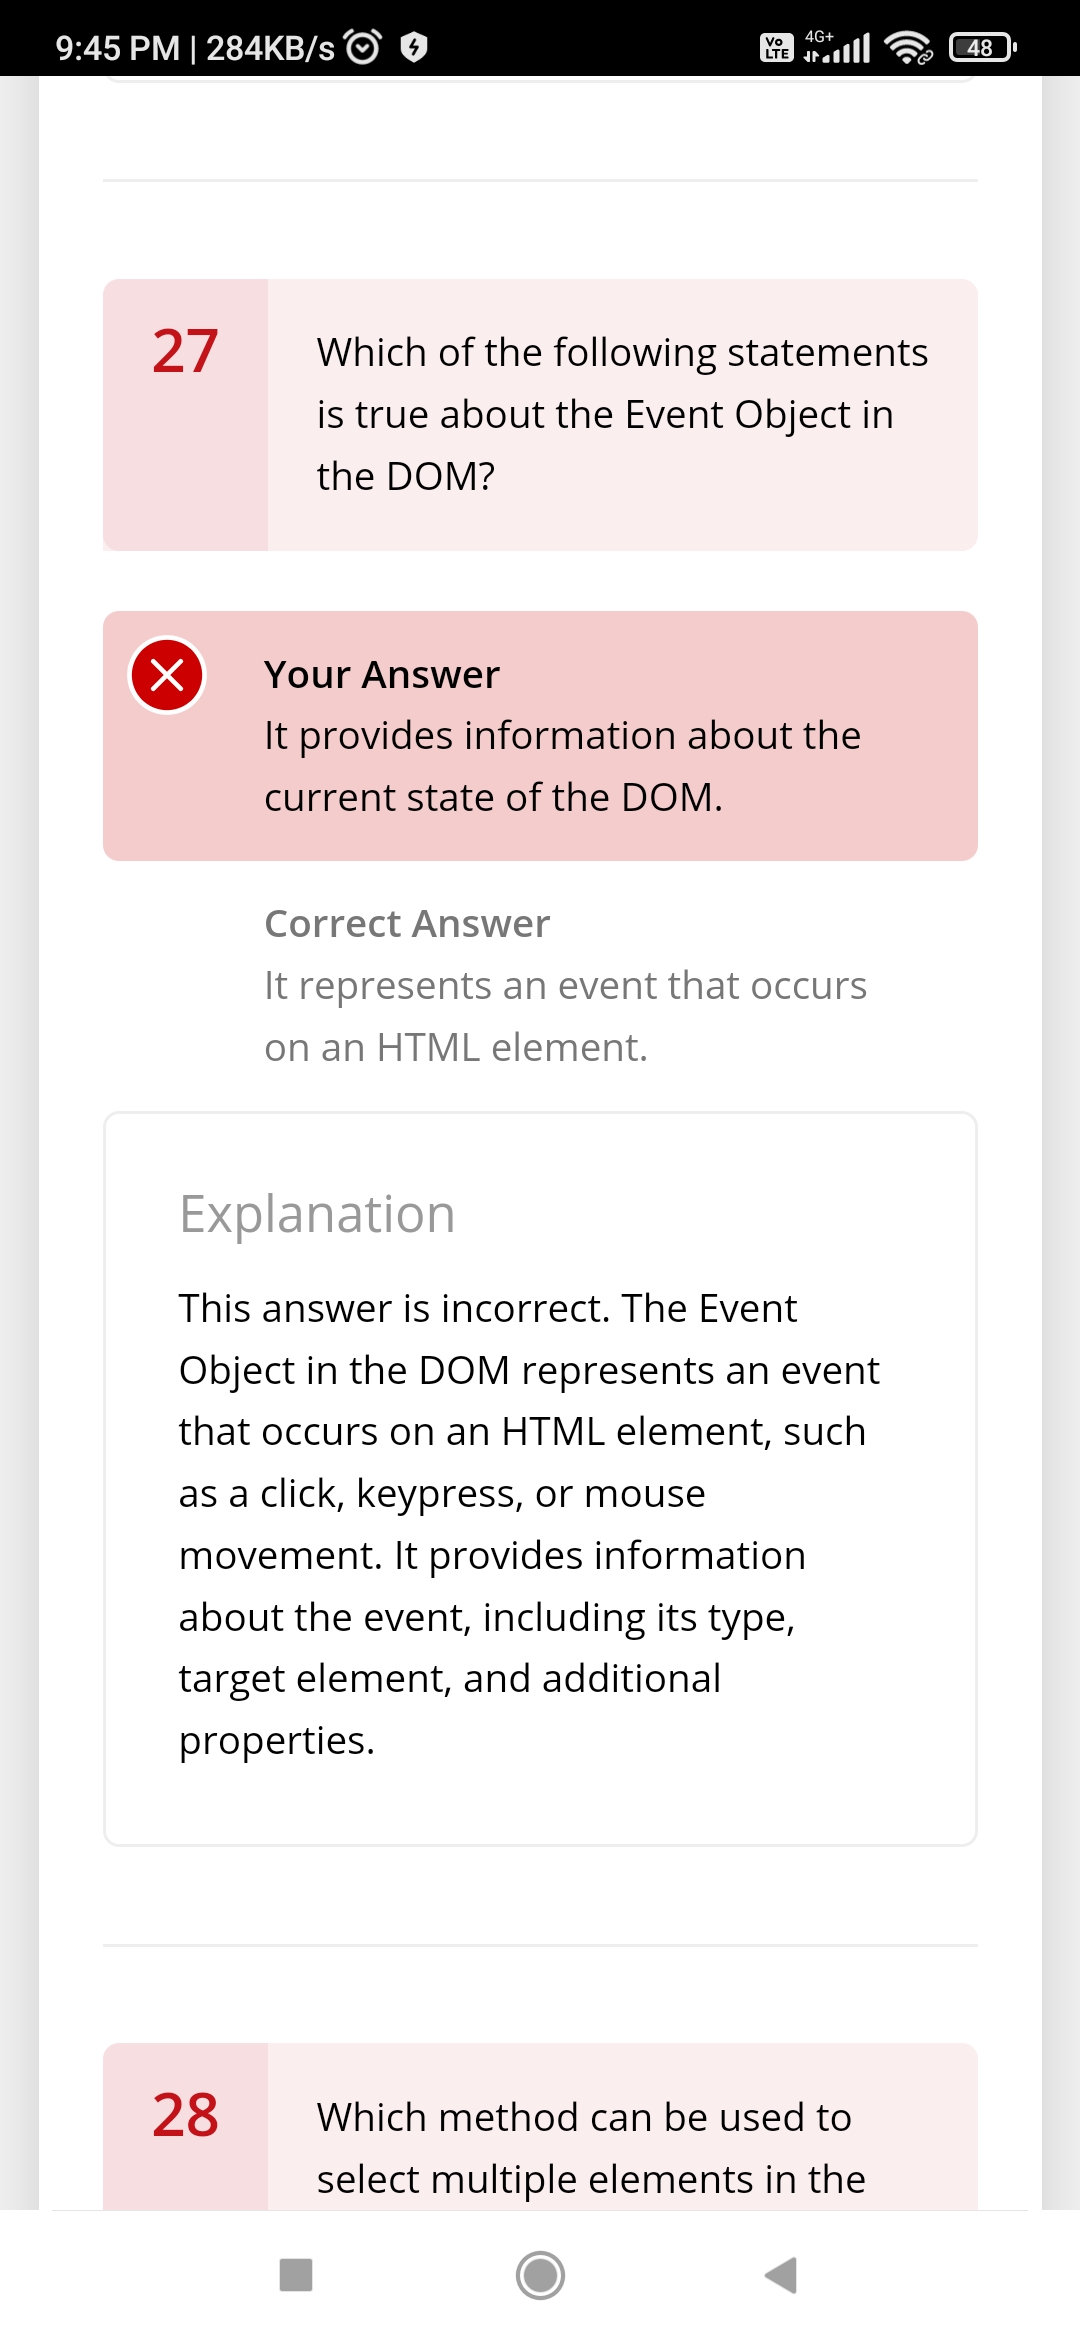 9:45 PM | 284KB/s
Vo LTE 4G+ 48
27
Which of the following statements
is true about the Event Object in
the DOM?
Your Answer
It provides information about the
current state of the DOM.
Correct Answer
It represents an event that occurs
on an HTML element.
Explanation
This answer is incorrect. The Event
Object in the DOM represents an event
that occurs on an HTML element, such
as a click, keypress, or mouse
movement. It provides information
about the event, including its type,
target element, and additional
properties.
28
Which method can be used to
select multiple elements in the